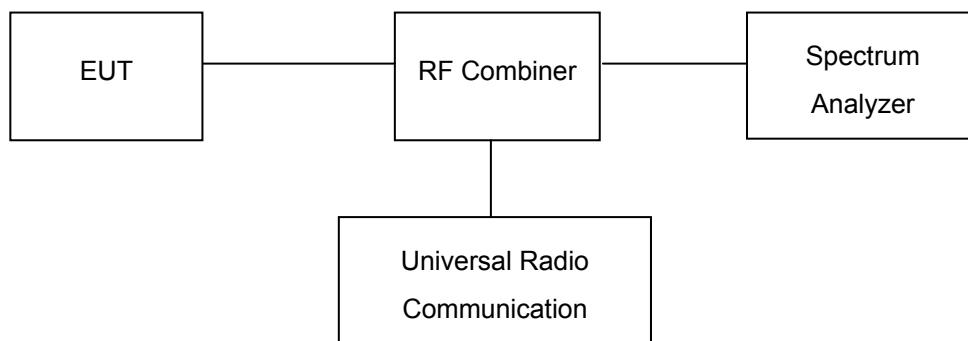 EUT
RF Combiner
Spectrum
Analyzer
Universal Radio
Communication